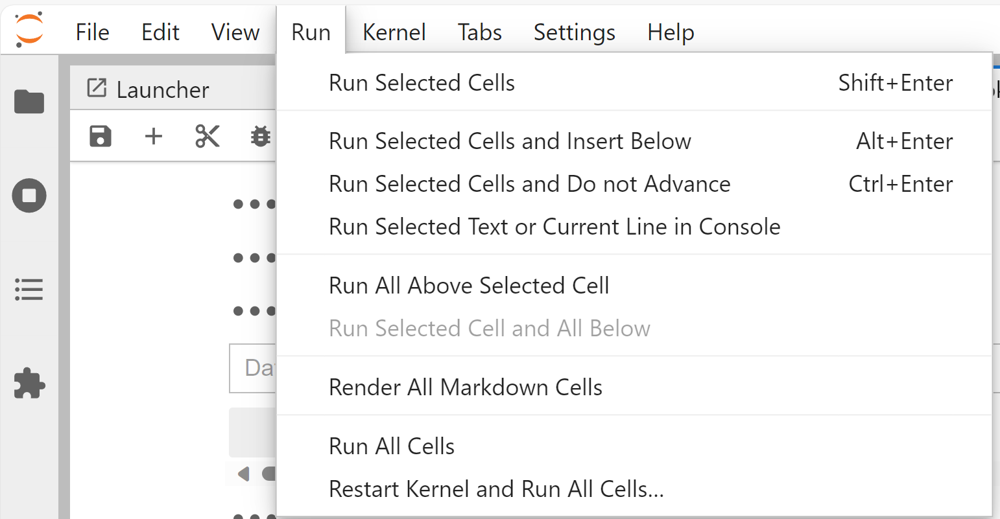 File Edit View Run Kernel Tabs Settings Help
Launcher
Run Selected Cells Shift+Enter
Run Selected Cells and Insert Below Alt+Enter
Run Selected Cells and Do not Advance Ctrl+Enter
Run Selected Text or Current Line in Console
Run All Above Selected Cell
Run Selected Cell and All Below
Render All Markdown Cells
Run All Cells
Restart Kernel and Run All Cells...